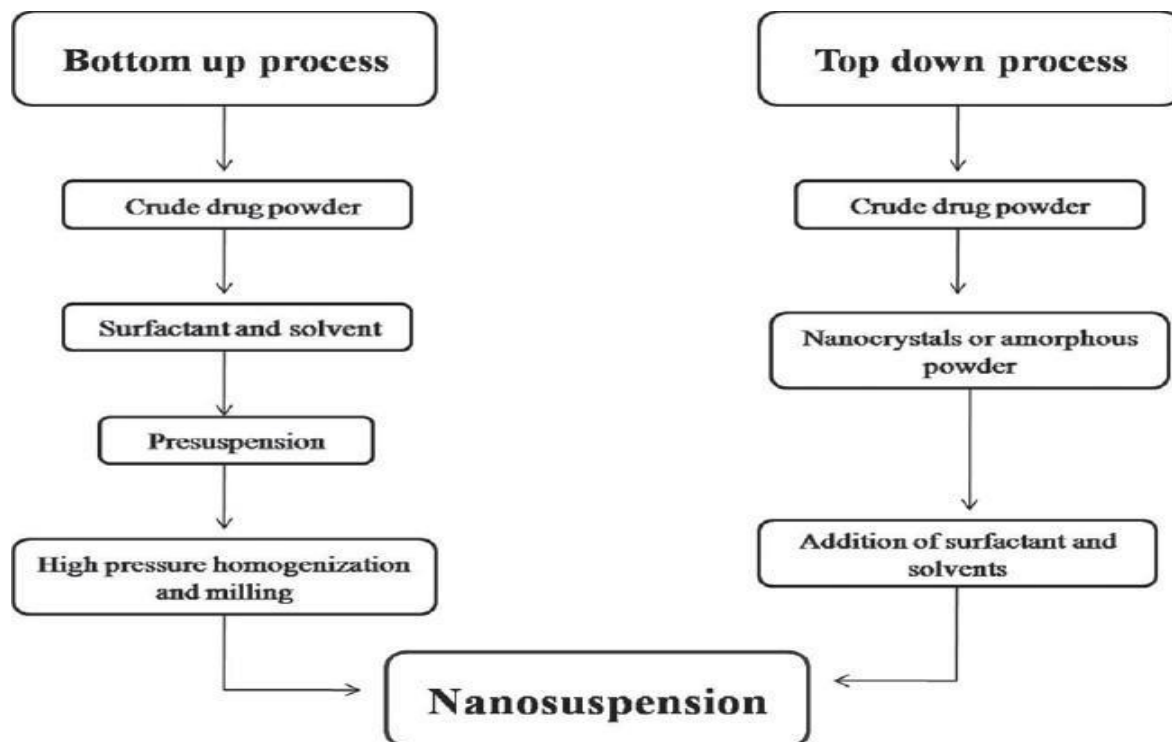 Bottom up process
Crude drug powder
Surfactant and solvent
Presuspension
High pressure homogenization
and milling
Top down process
Crude drug powder
Nanocrystals or amorphous
powder
Addition of surfactant and
solvents
Nanosuspension